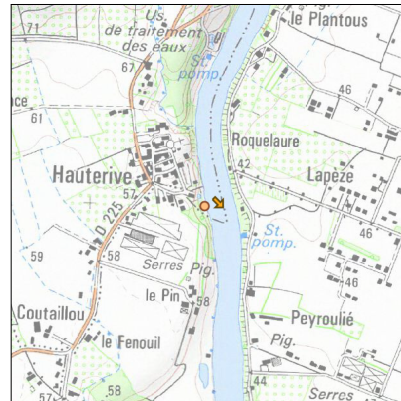 71
Us.
de traitement
des eaux
le Plantous
67
St.
pomp.
46
61
Roquelaure
42
Hauterive
57
Lapèze
46
D 225
St.
pomp.
46
59
58
Serres
Pig.
46
le Pin
58
Coutaillou
Peyroulié
le Fenouil
Pig.
57
58
44
Serres